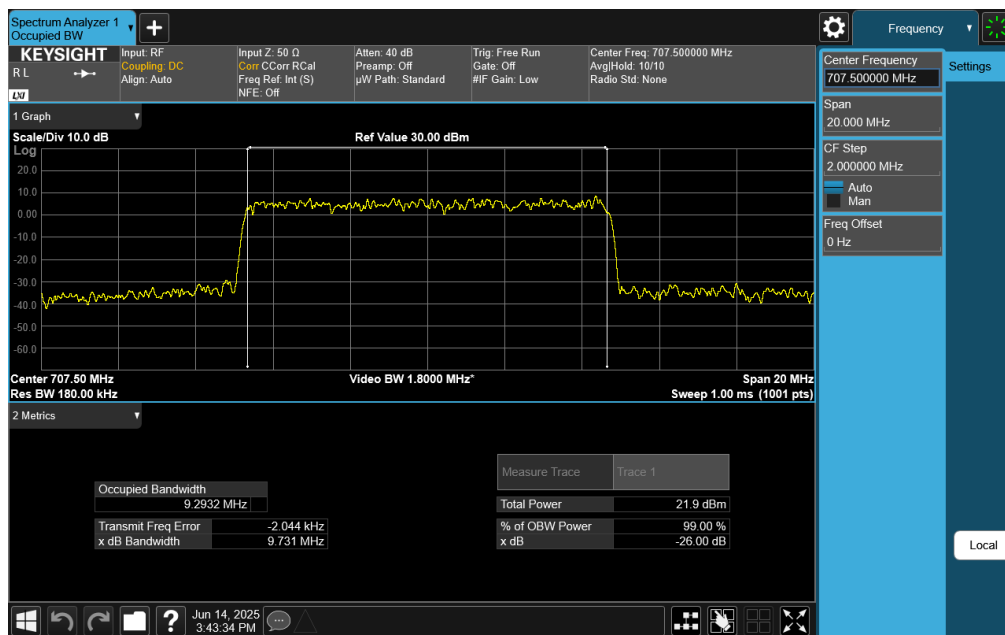 Spectrum Analyzer 1
Occupied BW
Frequency
KEYSIGHT
R L
LXI
Input: RF
Coupling: DC
Align: Auto
Input Z: 50 Ω
Corr CCorr RCal
Freq Ref: Int (S)
NFE: Off
Atten: 40 dB
Preamp: Off
µW Path: Standard
Trig: Free Run
Gate: Off
#IF Gain: Low
Center Freq: 707.500000 MHz
Avg|Hold: 10/10
Radio Std: None
Center Frequency
707.500000 MHz
Settings
Span
20.000 MHz
CF Step
2.000000 MHz
Auto
Man
Freq Offset
0 Hz
Local
1 Graph
Scale/Div 10.0 dB
Ref Value 30.00 dBm
Log
20.0
10.0
0.00
-10.0
-20.0
-30.0
-40.0
-50.0
-60.0
Center 707.50 MHz
Video BW 1.8000 MHz*
Span 20 MHz
Res BW 180.00 kHz
Sweep 1.00 ms (1001 pts)
2 Metrics
Measure Trace
Trace 1
Occupied Bandwidth
9.2932 MHz
Total Power
21.9 dBm
Transmit Freq Error
-2.044 kHz
% of OBW Power
99.00 %
x dB Bandwidth
9.731 MHz
x dB
-26.00 dB
?
Jun 14, 2025
3:43:34 PM